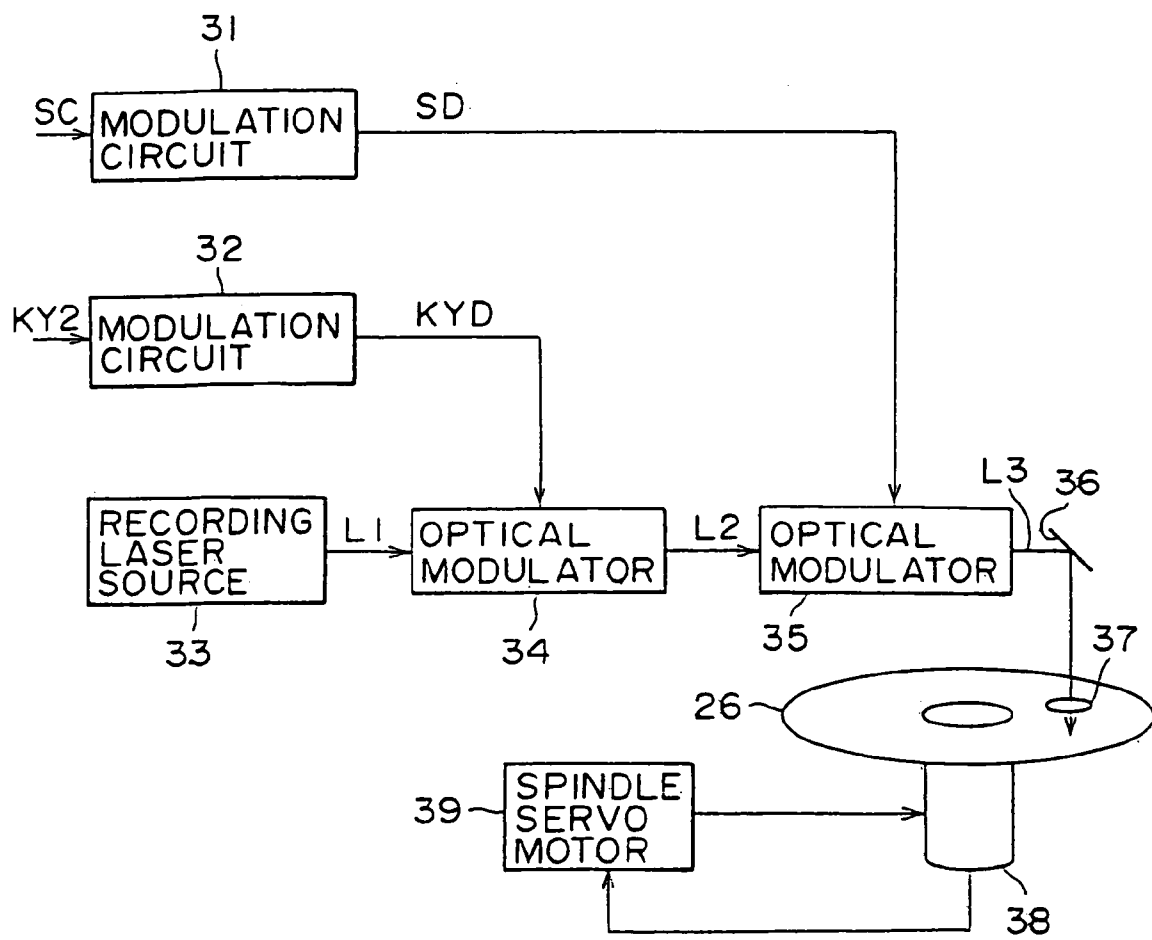 31
SC
MODULATION
CIRCUIT
SD
32
KY2
MODULATION
CIRCUIT
KYD
RECORDING
LASER
SOURCE
33
L1
OPTICAL
MODULATOR
34
L2
OPTICAL
MODULATOR
35
L3
36
37
26
SPINDLE
SERVO
MOTOR
39
38